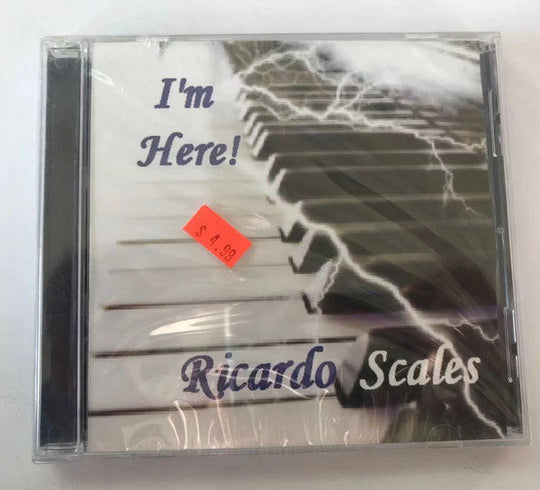 I'm
Here!
$ 4.99
Ricardo Scales